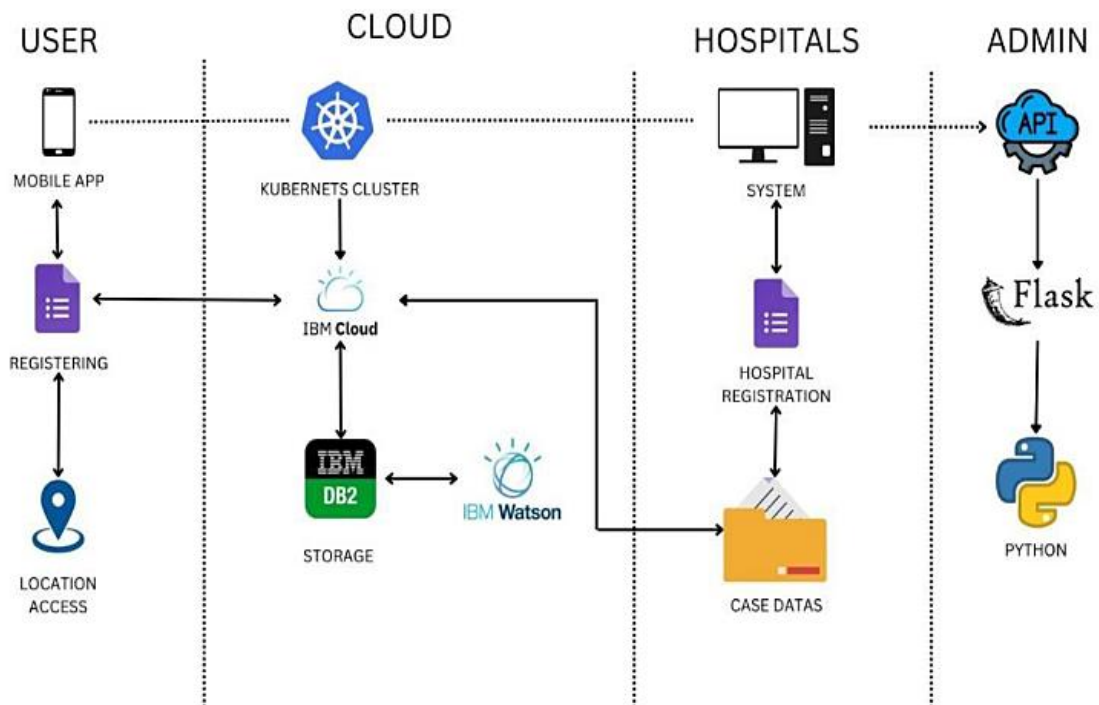 USER
CLOUD
HOSPITALS
ADMIN
MOBILE APP
KUBERNETS CLUSTER
SYSTEM
API
REGISTERING
IBM Cloud
HOSPITAL
REGISTRATION
Flask
LOCATION
ACCESS
IBM
DB2
STORAGE
IBM Watson
CASE DATAS
PYTHON